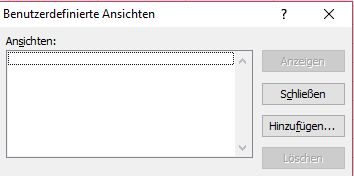 Benutzerdefinierte Ansichten ? ×
Ansichten:
Anzeigen
Schließen
Hinzufügen...
Löschen